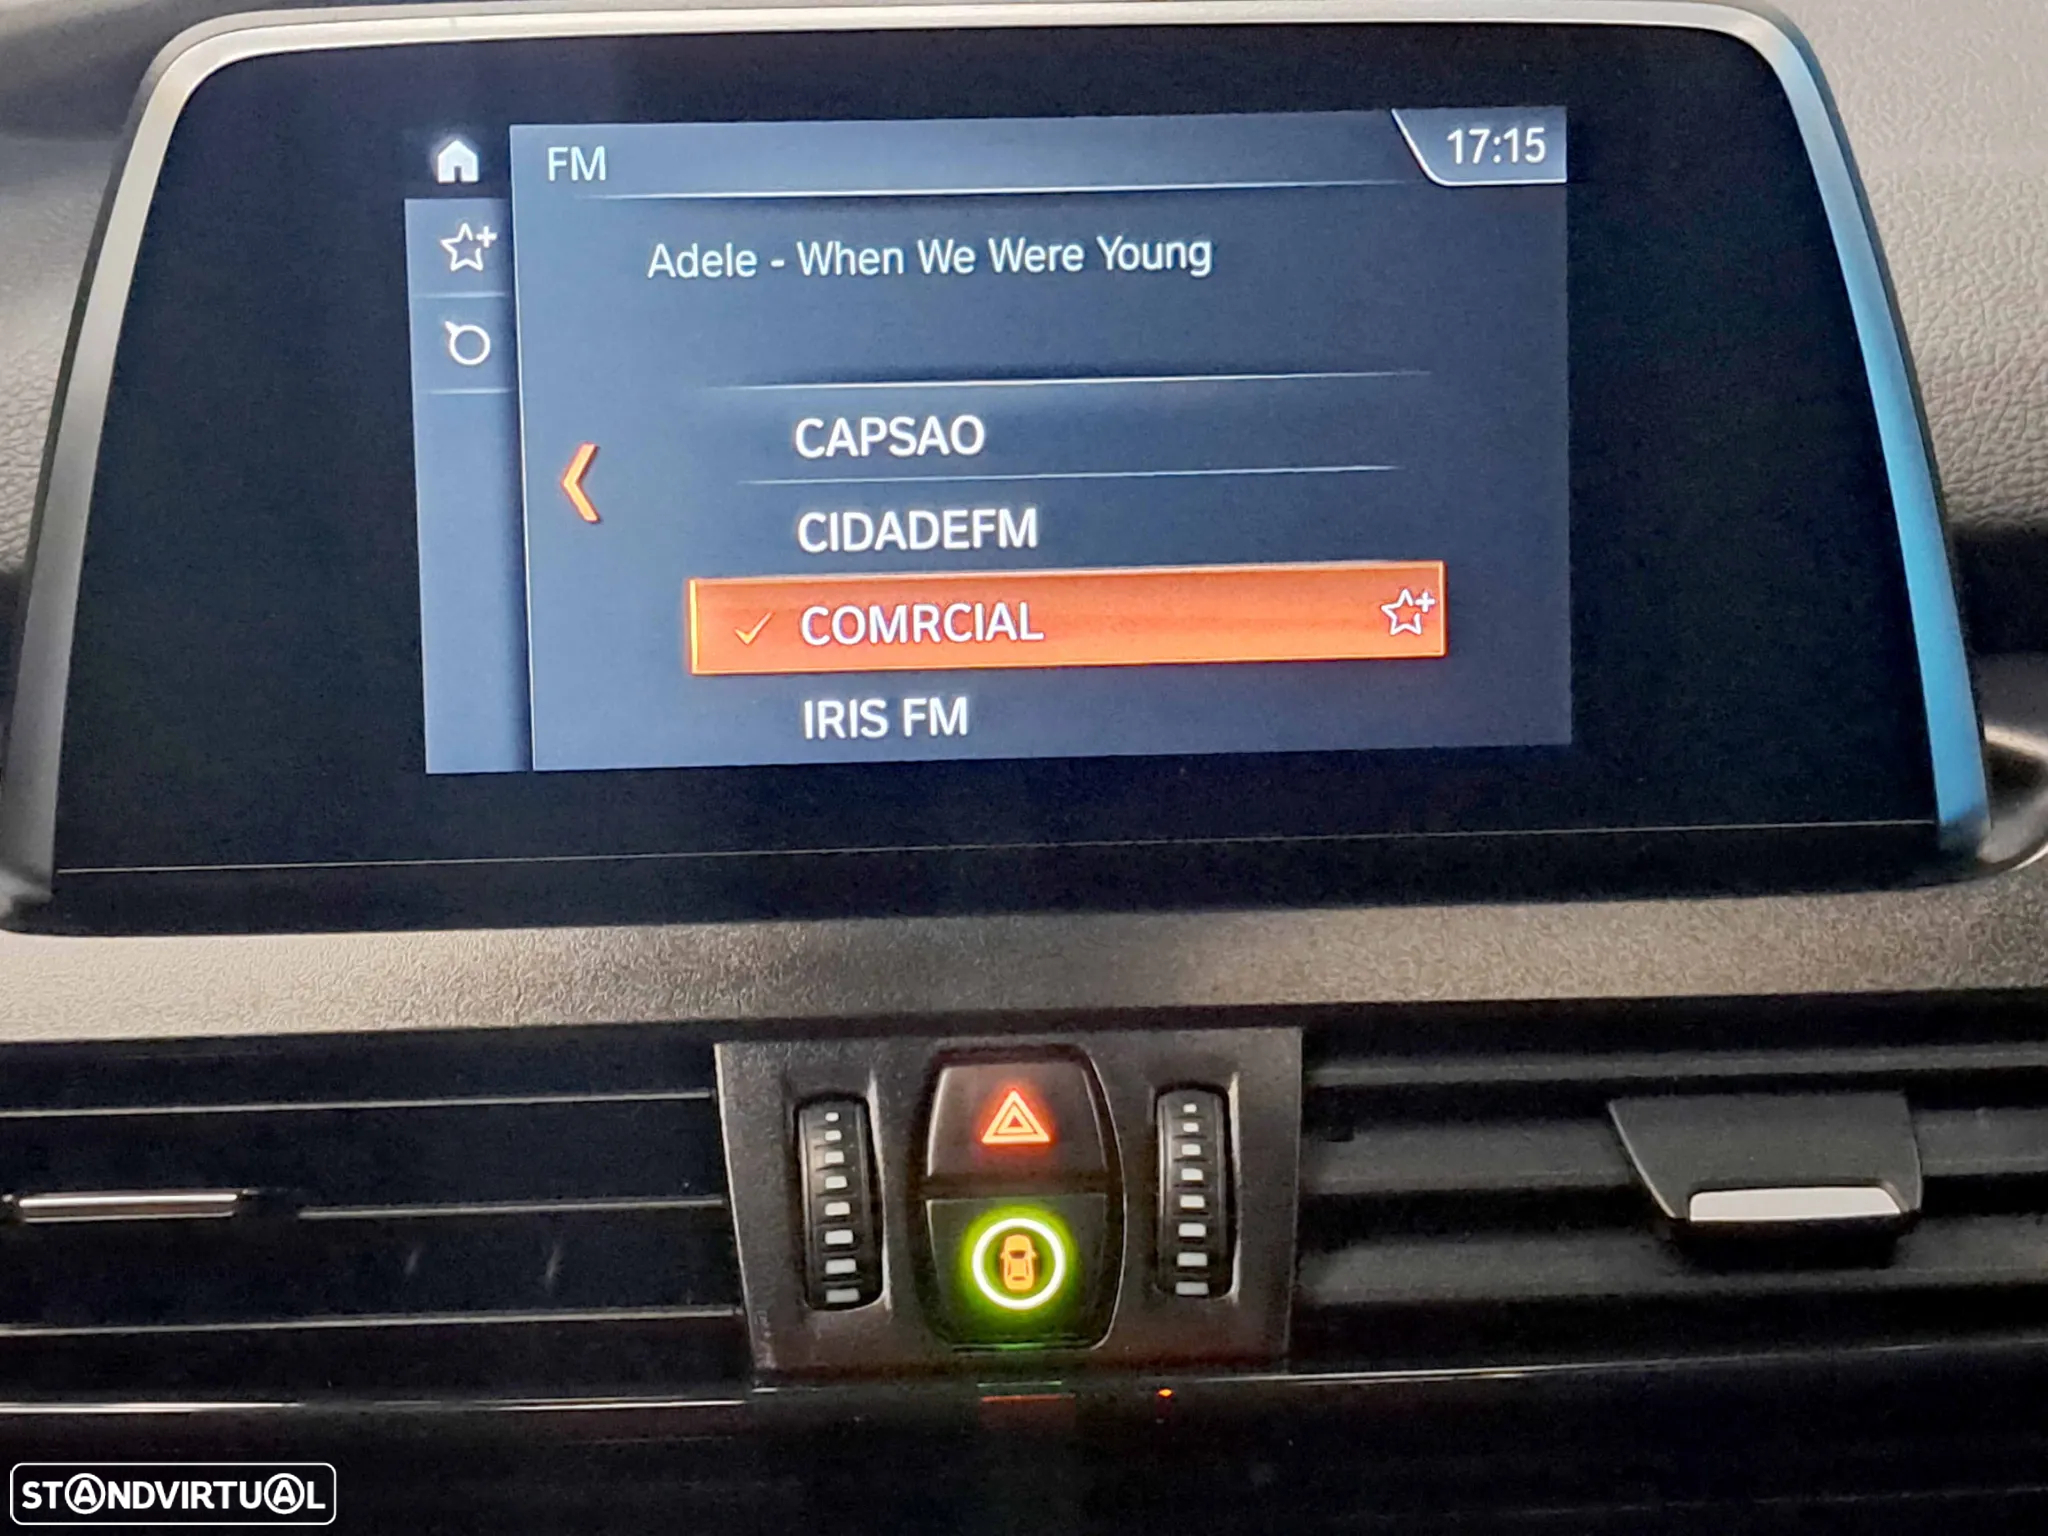 FM
17:15
Adele - When We Were Young
CAPSAO
CIDADEFM
COMRCIAL
IRIS FM
STANDVIRTUAL